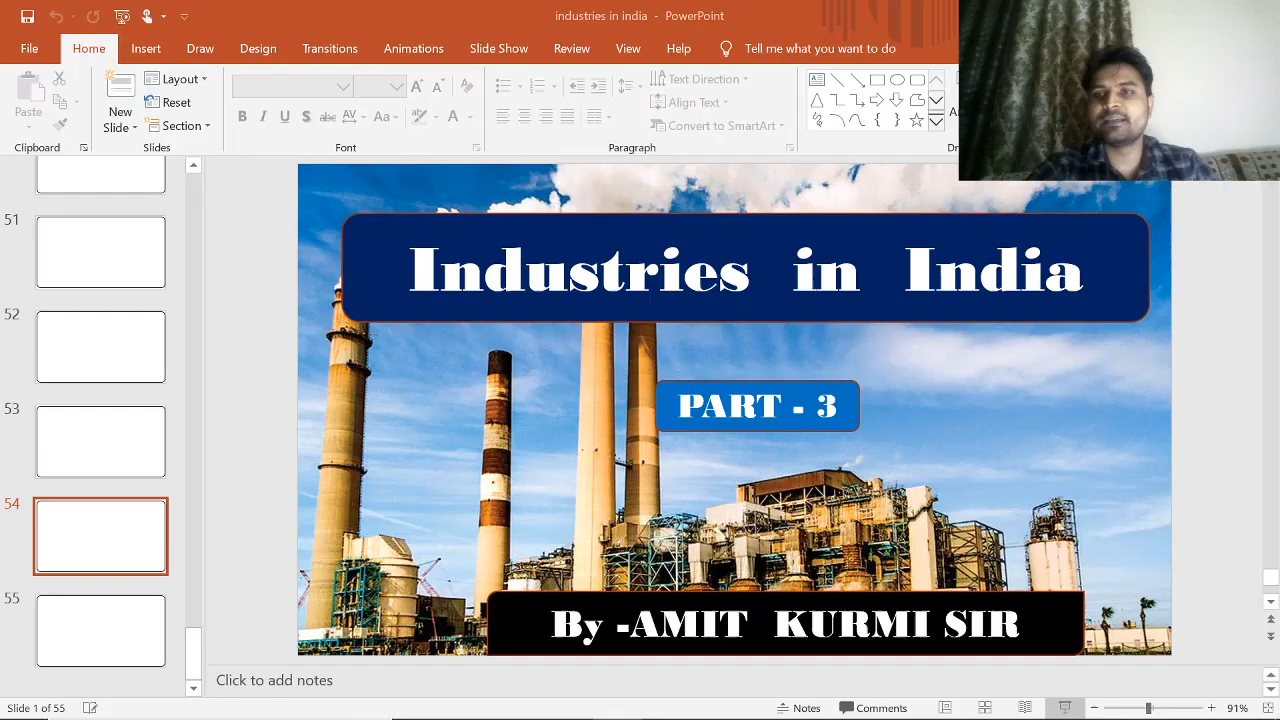 industries in india - PowerPoint
File Home Insert Draw Design Transitions Animations Slide Show Review View Help Tell me what you want to do
Paste
Clipboard
New Slide
Layout
Reset
Section
Slides
B I U S abc AV Aa A
Font
Text Direction
Align Text
Convert to SmartArt
Paragraph
51
52
53
54
Industries in India
PART - 3
By -AMIT KURMI SIR
Click to add notes
Slide 1 of 55
Notes
Comments
91%